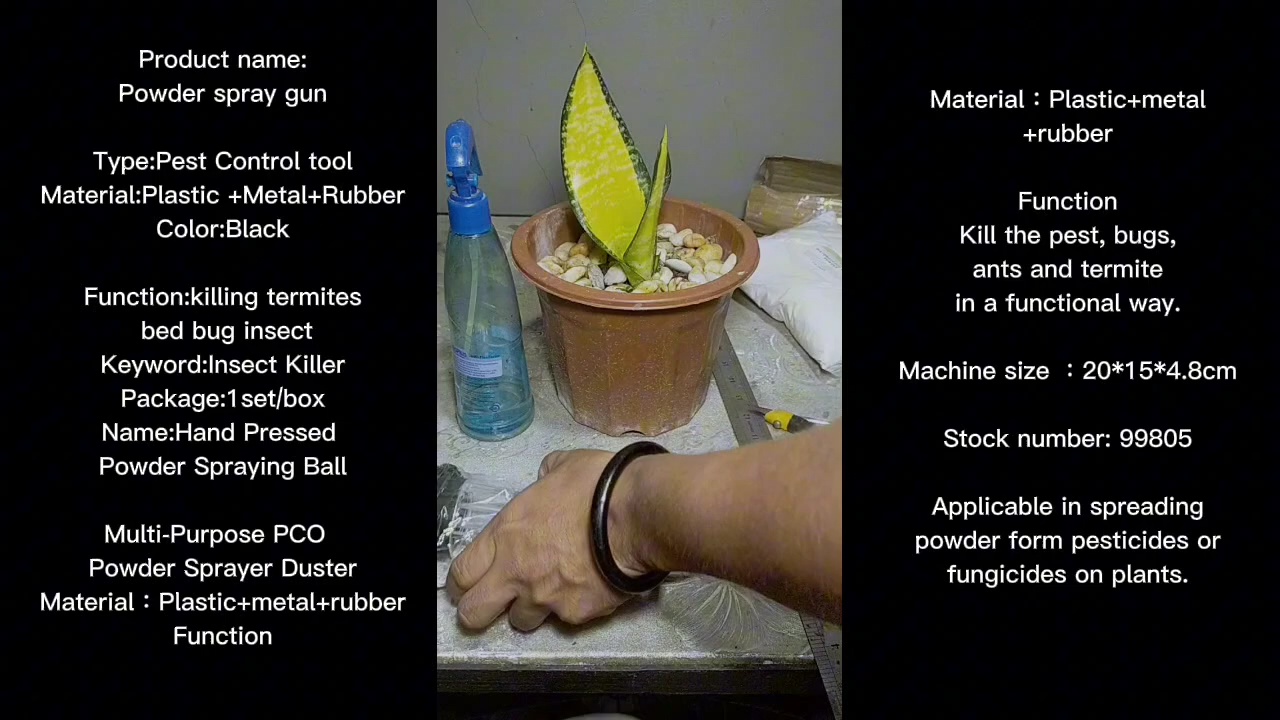 Product name:
Powder spray gun
Type:Pest Control tool
Material:Plastic +Metal+Rubber
Color:Black
Function:killing termites
bed bug insect
Keyword:Insect Killer
Package:1set/box
Name:Hand Pressed
Powder Spraying Ball
Multi-Purpose PCO
Powder Sprayer Duster
Material：Plastic+metal+rubber
Function
Material：Plastic+metal
+rubber
Function
Kill the pest, bugs,
ants and termite
in a functional way.
Machine size ：20*15*4.8cm
Stock number: 99805
Applicable in spreading
powder form pesticides or
fungicides on plants.